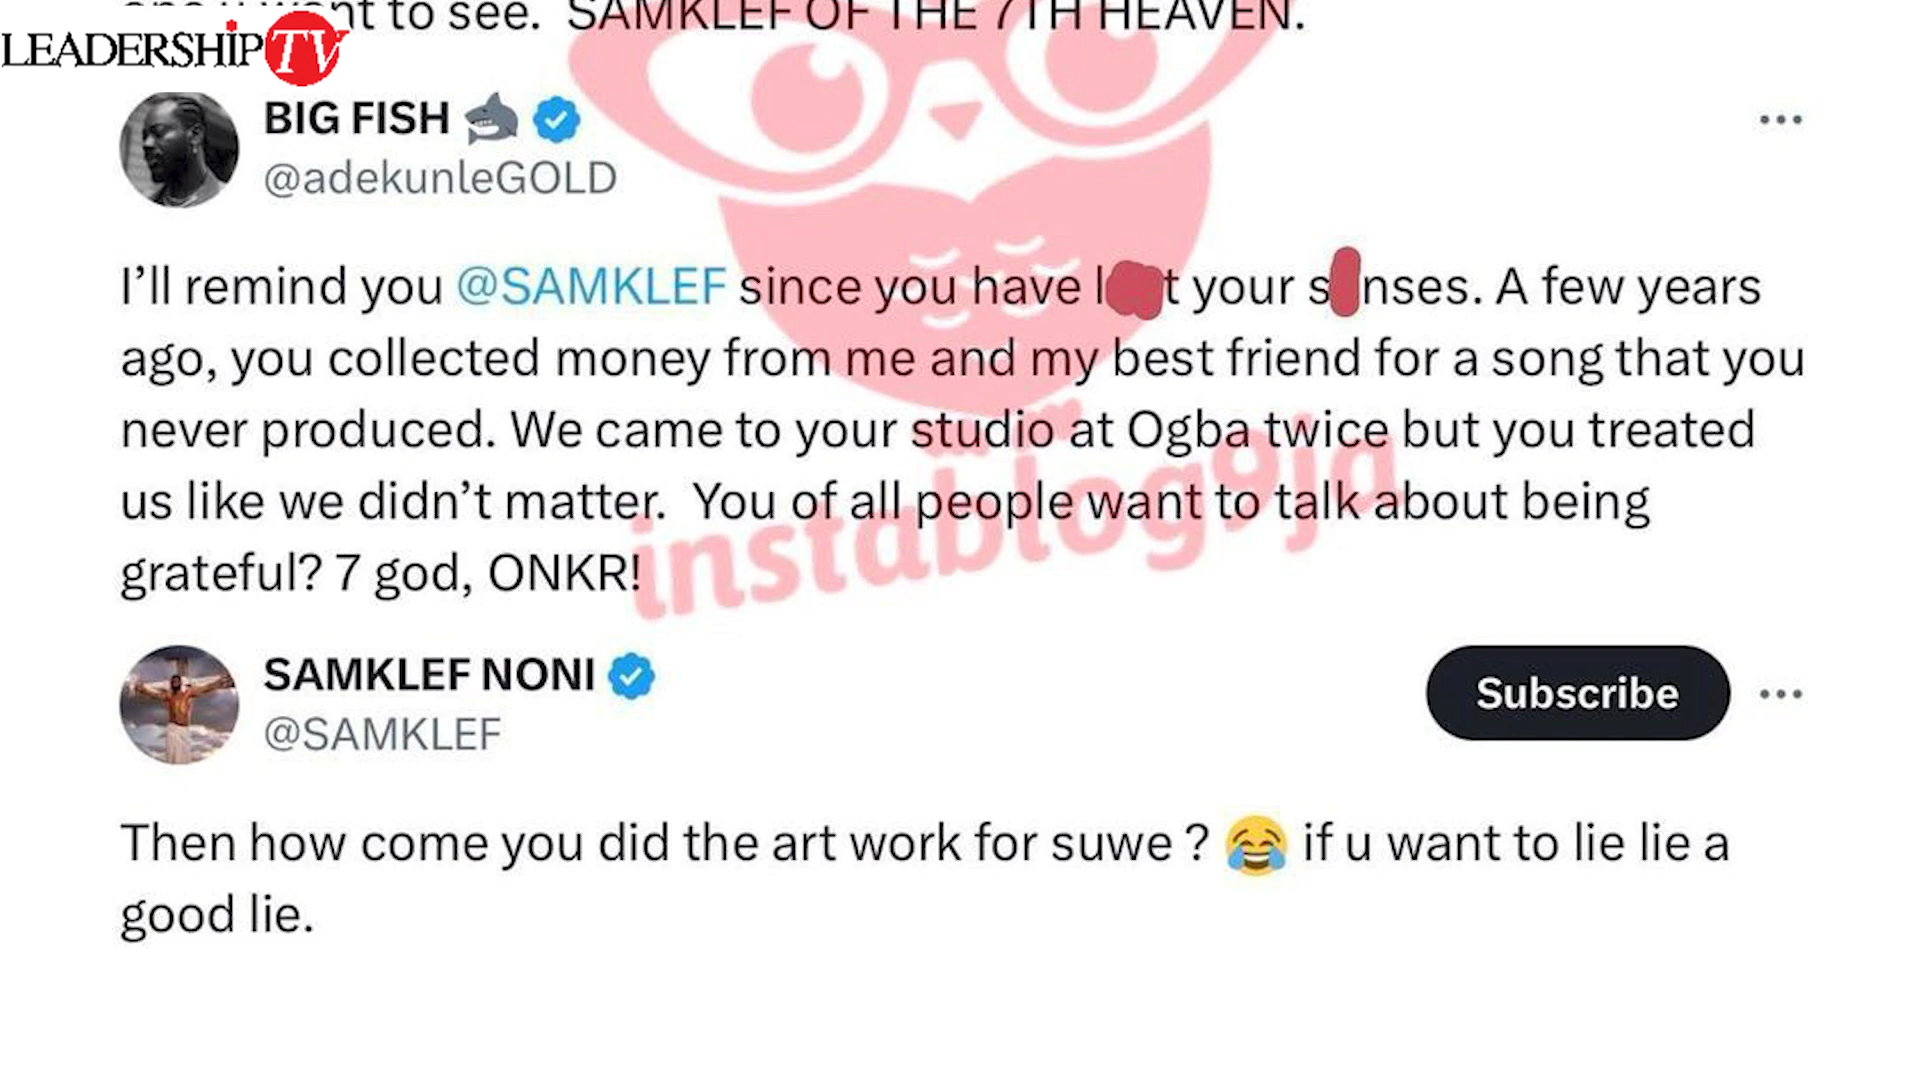 to see. SAMKLEF OF THE 7TH HEAVEN.
LEADERSHIP TV
BIG FISH
@adekunleGOLD
I’ll remind you @SAMKLEF since you have l t your s nses. A few years
ago, you collected money from me and my best friend for a song that you
never produced. We came to your studio at Ogba twice but you treated
us like we didn’t matter. You of all people want to talk about being
grateful? 7 god, ONKR!
instablog9ja
SAMKLEF NONI
@SAMKLEF
Subscribe
Then how come you did the art work for suwe ? 😂 if u want to lie lie a
good lie.